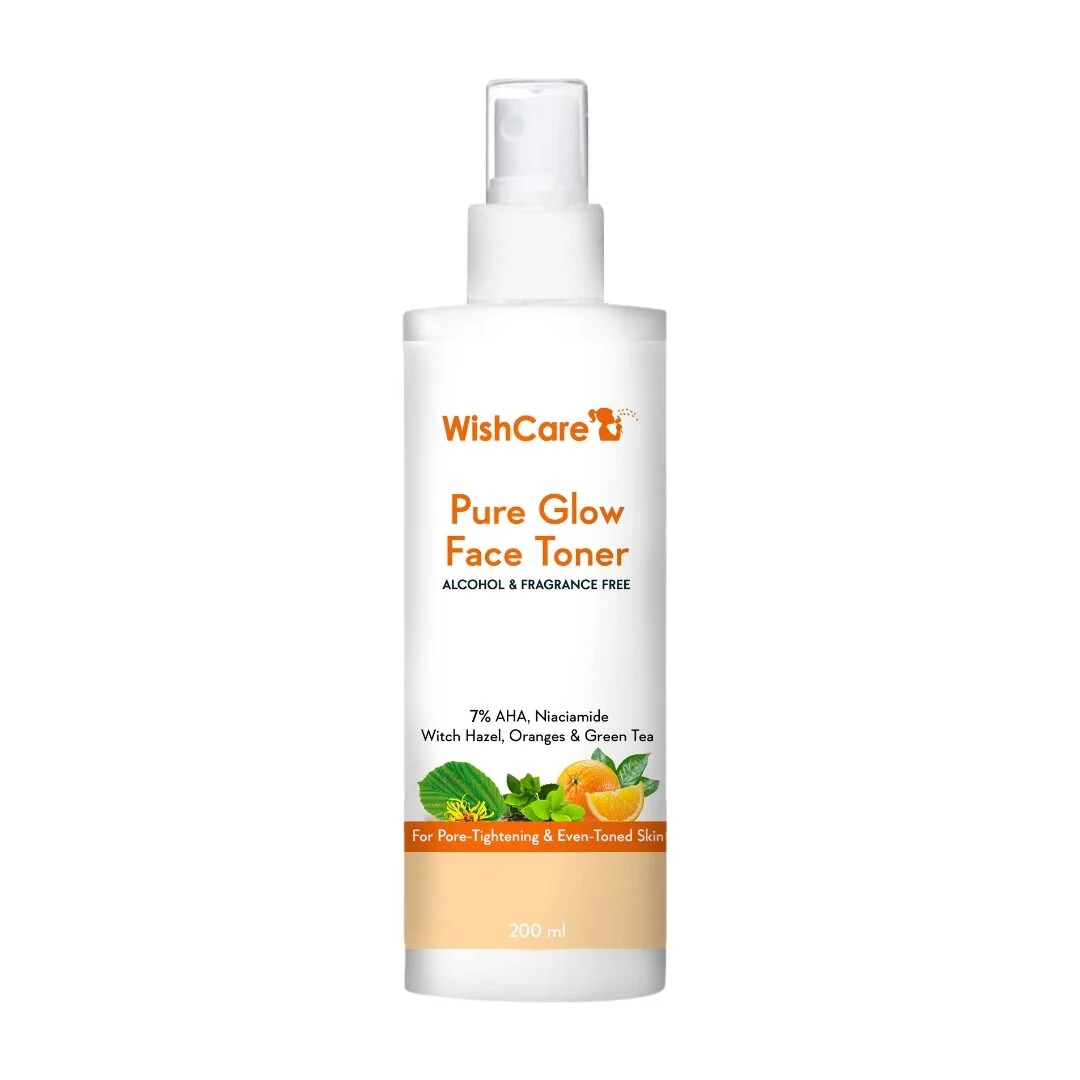 WishCare
Pure Glow
Face Toner
ALCOHOL & FRAGRANCE FREE
7% AHA, Niaciamide
Witch Hazel, Oranges & Green Tea
For Pore-Tightening & Even-Toned Skin
200 ml